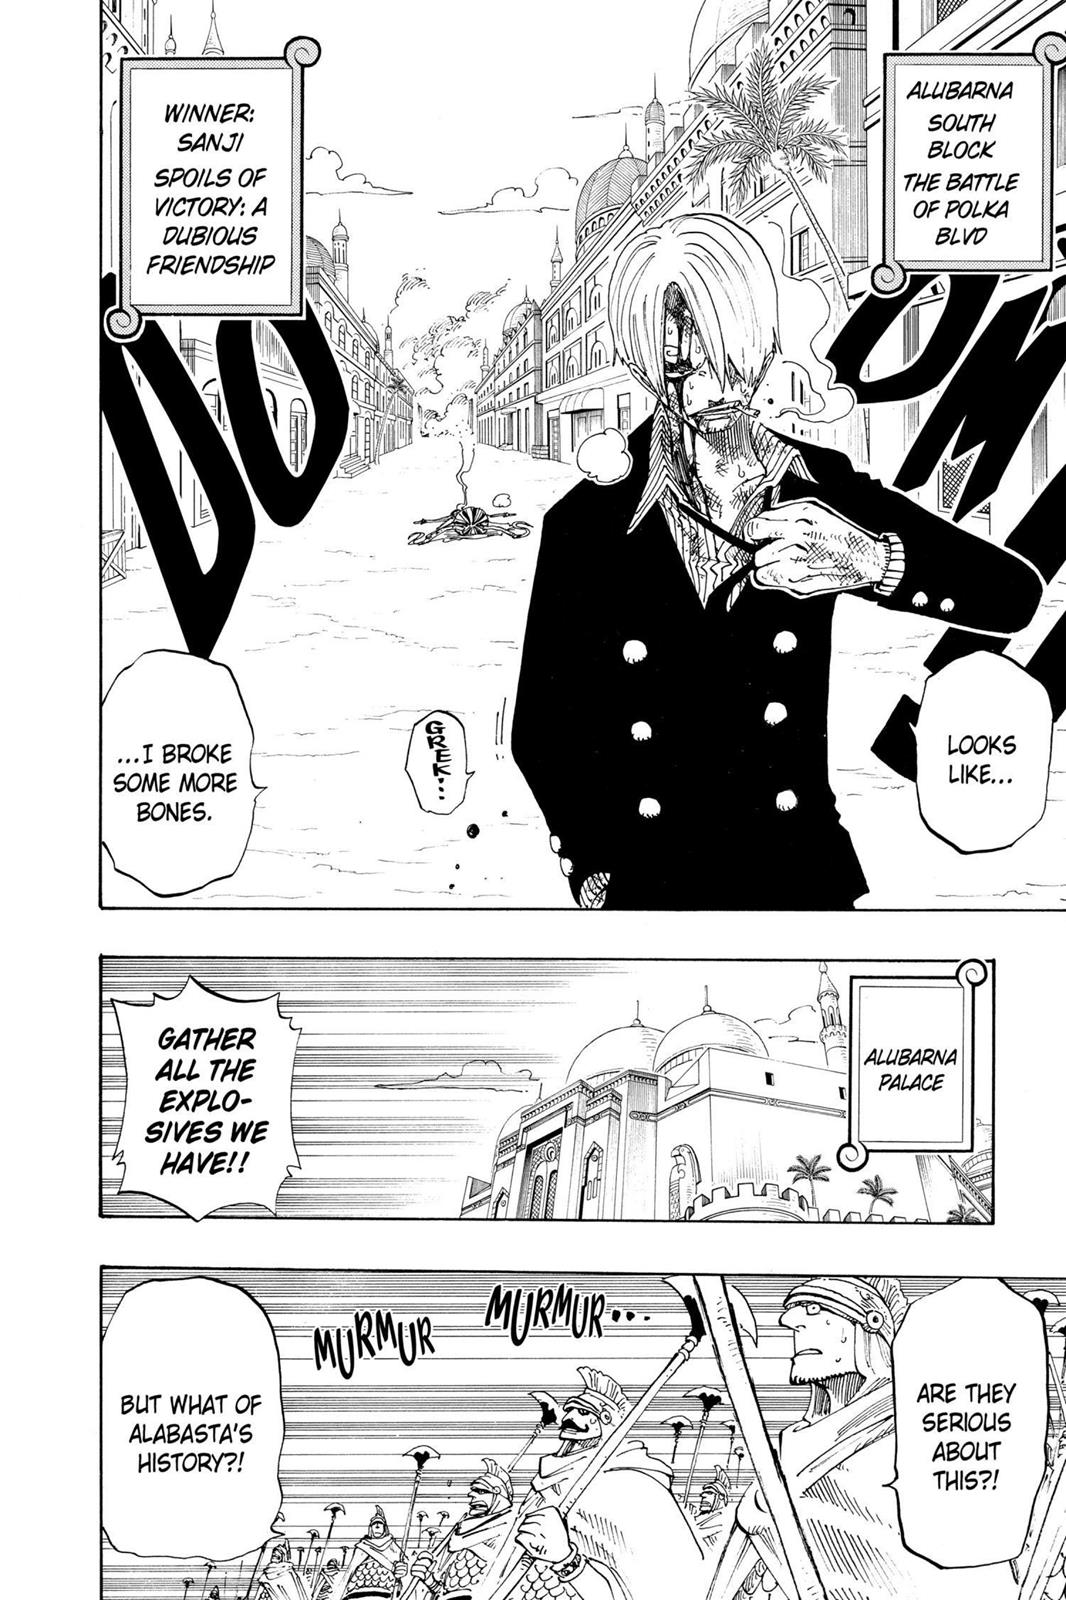 ALUBARNA
SOUTH
BLOCK
THE BATTLE
OF POLKA
BLVD
WINNER:
SANJI
SPOILS OF
VICTORY: A
DUBIOUS
FRIENDSHIP
DOOM
LOOKS
LIKE...
GREK...
...I BROKE
SOME MORE
BONES.
ALUBARNA
PALACE
GATHER
ALL THE
EXPLO-
SIVES WE
HAVE!!
ARE THEY
SERIOUS
ABOUT
THIS?!
MURMUR...
MURMUR
BUT WHAT OF
ALABASTA'S
HISTORY?!